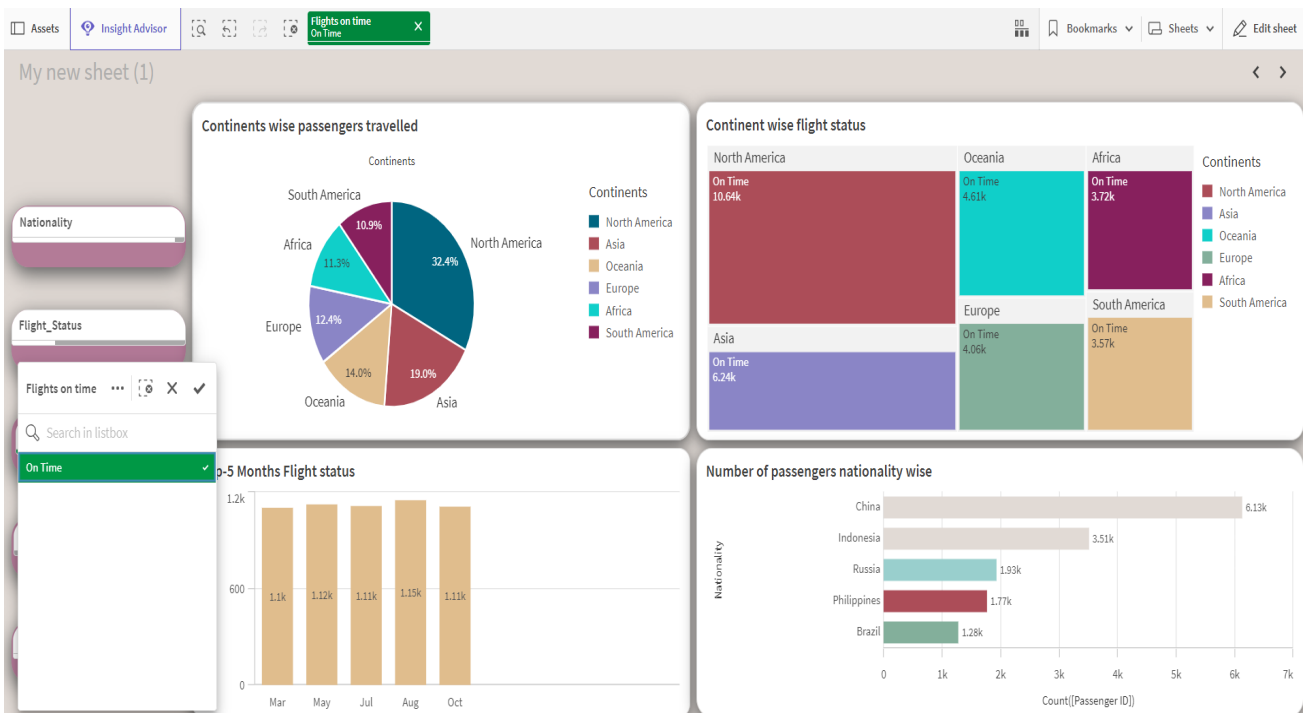 Assets
Insight Advisor
Flights on time
On Time
Bookmarks
Sheets
Edit sheet
My new sheet (1)
Nationality
Flight_Status
Flights on time
Search in listbox
On Time
Continents wise passengers travelled
Continents
South America
Africa
Europe
Oceania
Asia
North America
10.9%
11.3%
12.4%
14.0%
19.0%
32.4%
Continents
North America
Asia
Oceania
Europe
Africa
South America
Continent wise flight status
North America
On Time
10.64k
Asia
On Time
6.24k
Oceania
On Time
4.61k
Europe
On Time
4.06k
Africa
On Time
3.72k
South America
On Time
3.57k
Continents
North America
Asia
Oceania
Europe
Africa
South America
p-5 Months Flight status
1.2k
600
0
1.1k
1.12k
1.11k
1.15k
1.11k
Mar
May
Jul
Aug
Oct
Number of passengers nationality wise
Nationality
China
6.13k
Indonesia
3.51k
Russia
1.93k
Philippines
1.77k
Brazil
1.28k
0
1k
2k
3k
4k
5k
6k
7k
Count([Passenger ID])